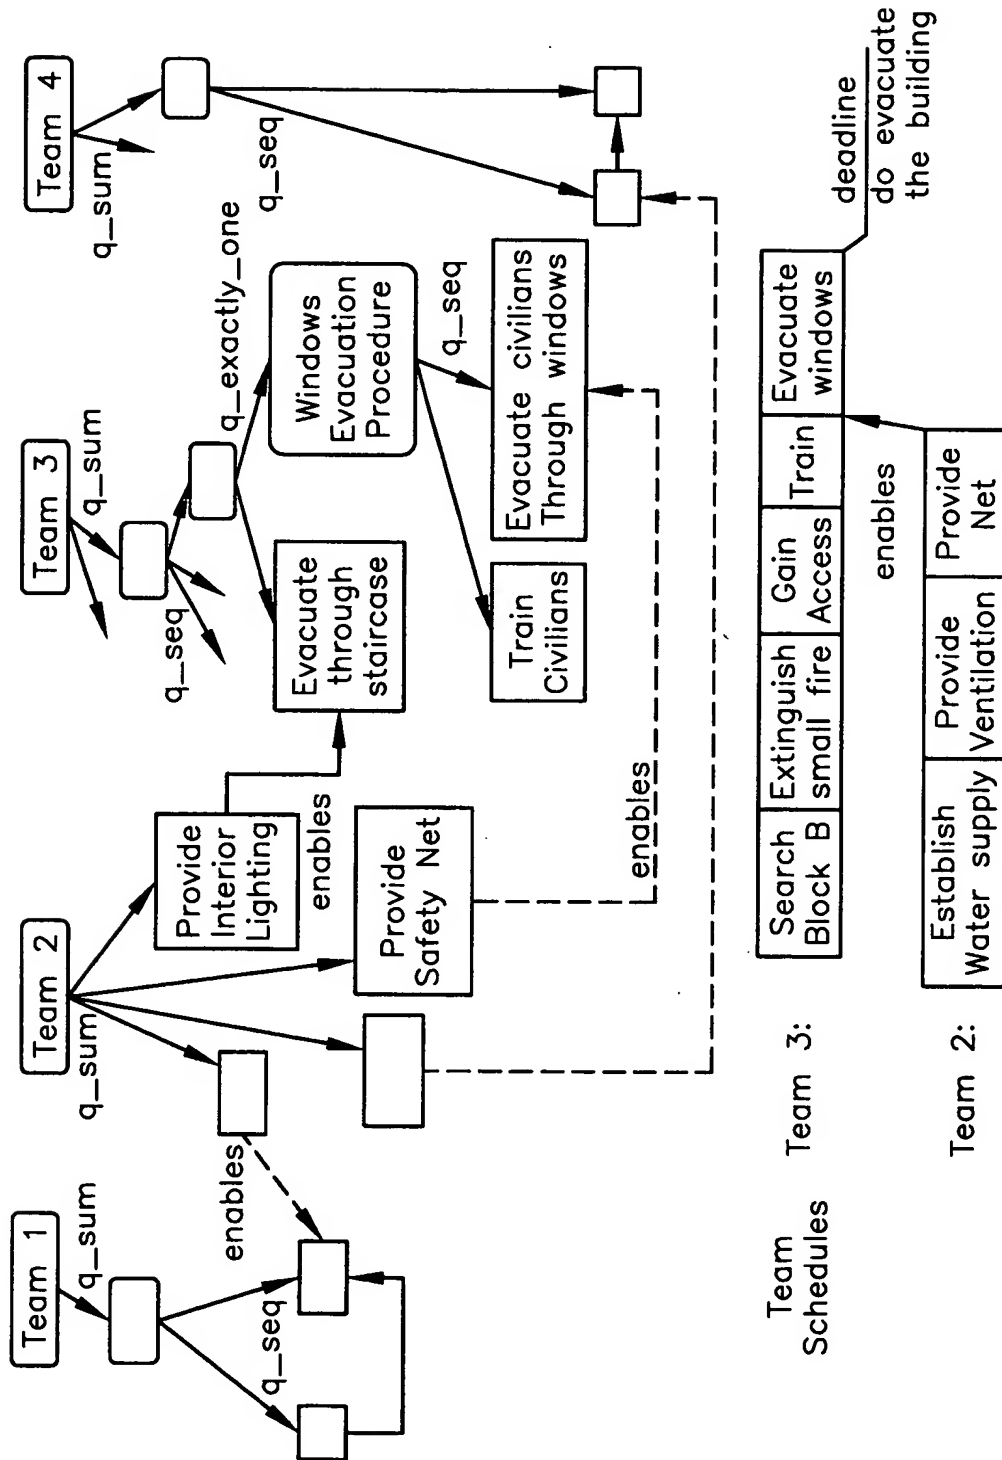 Team 1
q_sum
q_seq
enables
Team 2
q_sum
Provide
Interior
Lighting
enables
Provide
Safety Net
enables
Team 3
q_sum
q_seq
q_exactly_one
Evacuate
through
staircase
Windows
Evacuation
Procedure
q_seq
Train
Civilians
Evacuate civilians
Through windows
Team 4
q_sum
q_seq
Team
Schedules
Team 3:
Search
Block B
Extinguish
small fire
Gain
Access
Train
Evacuate
windows
deadline
do evacuate
the building
enables
Team 2:
Establish
Water supply
Provide
Ventilation
Provide
Net